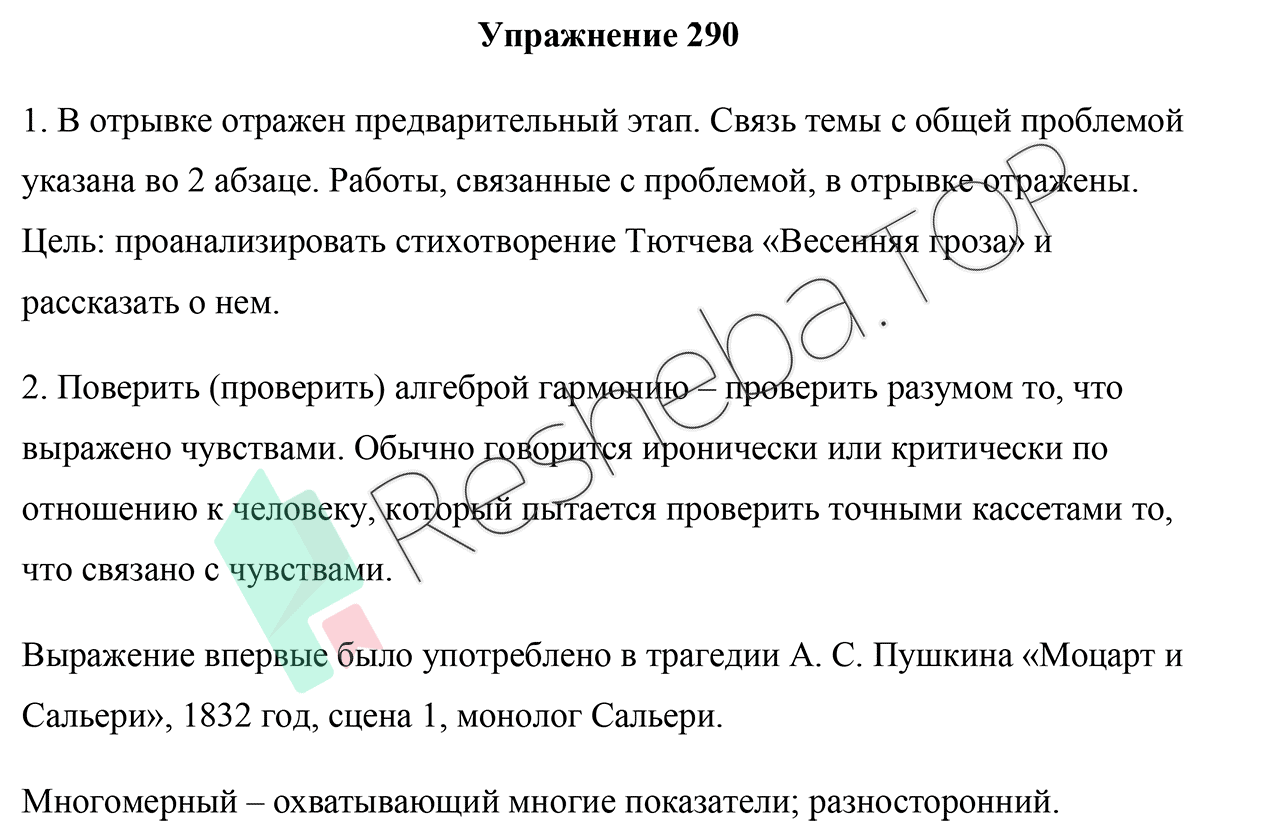 Упражнение 290
1. В отрывке отражен предварительный этап. Связь темы с общей проблемой
указана во 2 абзаце. Работы, связанные с проблемой, в отрывке отражены.
Цель: проанализировать стихотворение Тютчева «Весенняя гроза» и
рассказать о нем.
2. Поверить (проверить) алгеброй гармонию – проверить разумом то, что
выражено чувствами. Обычно говорится иронически или критически по
отношению к человеку, который пытается проверить точными кассетами то,
что связано с чувствами.
Выражение впервые было употреблено в трагедии А. С. Пушкина «Моцарт и
Сальери», 1832 год, сцена 1, монолог Сальери.
Многомерный – охватывающий многие показатели; разносторонний.
Resheba.TOP